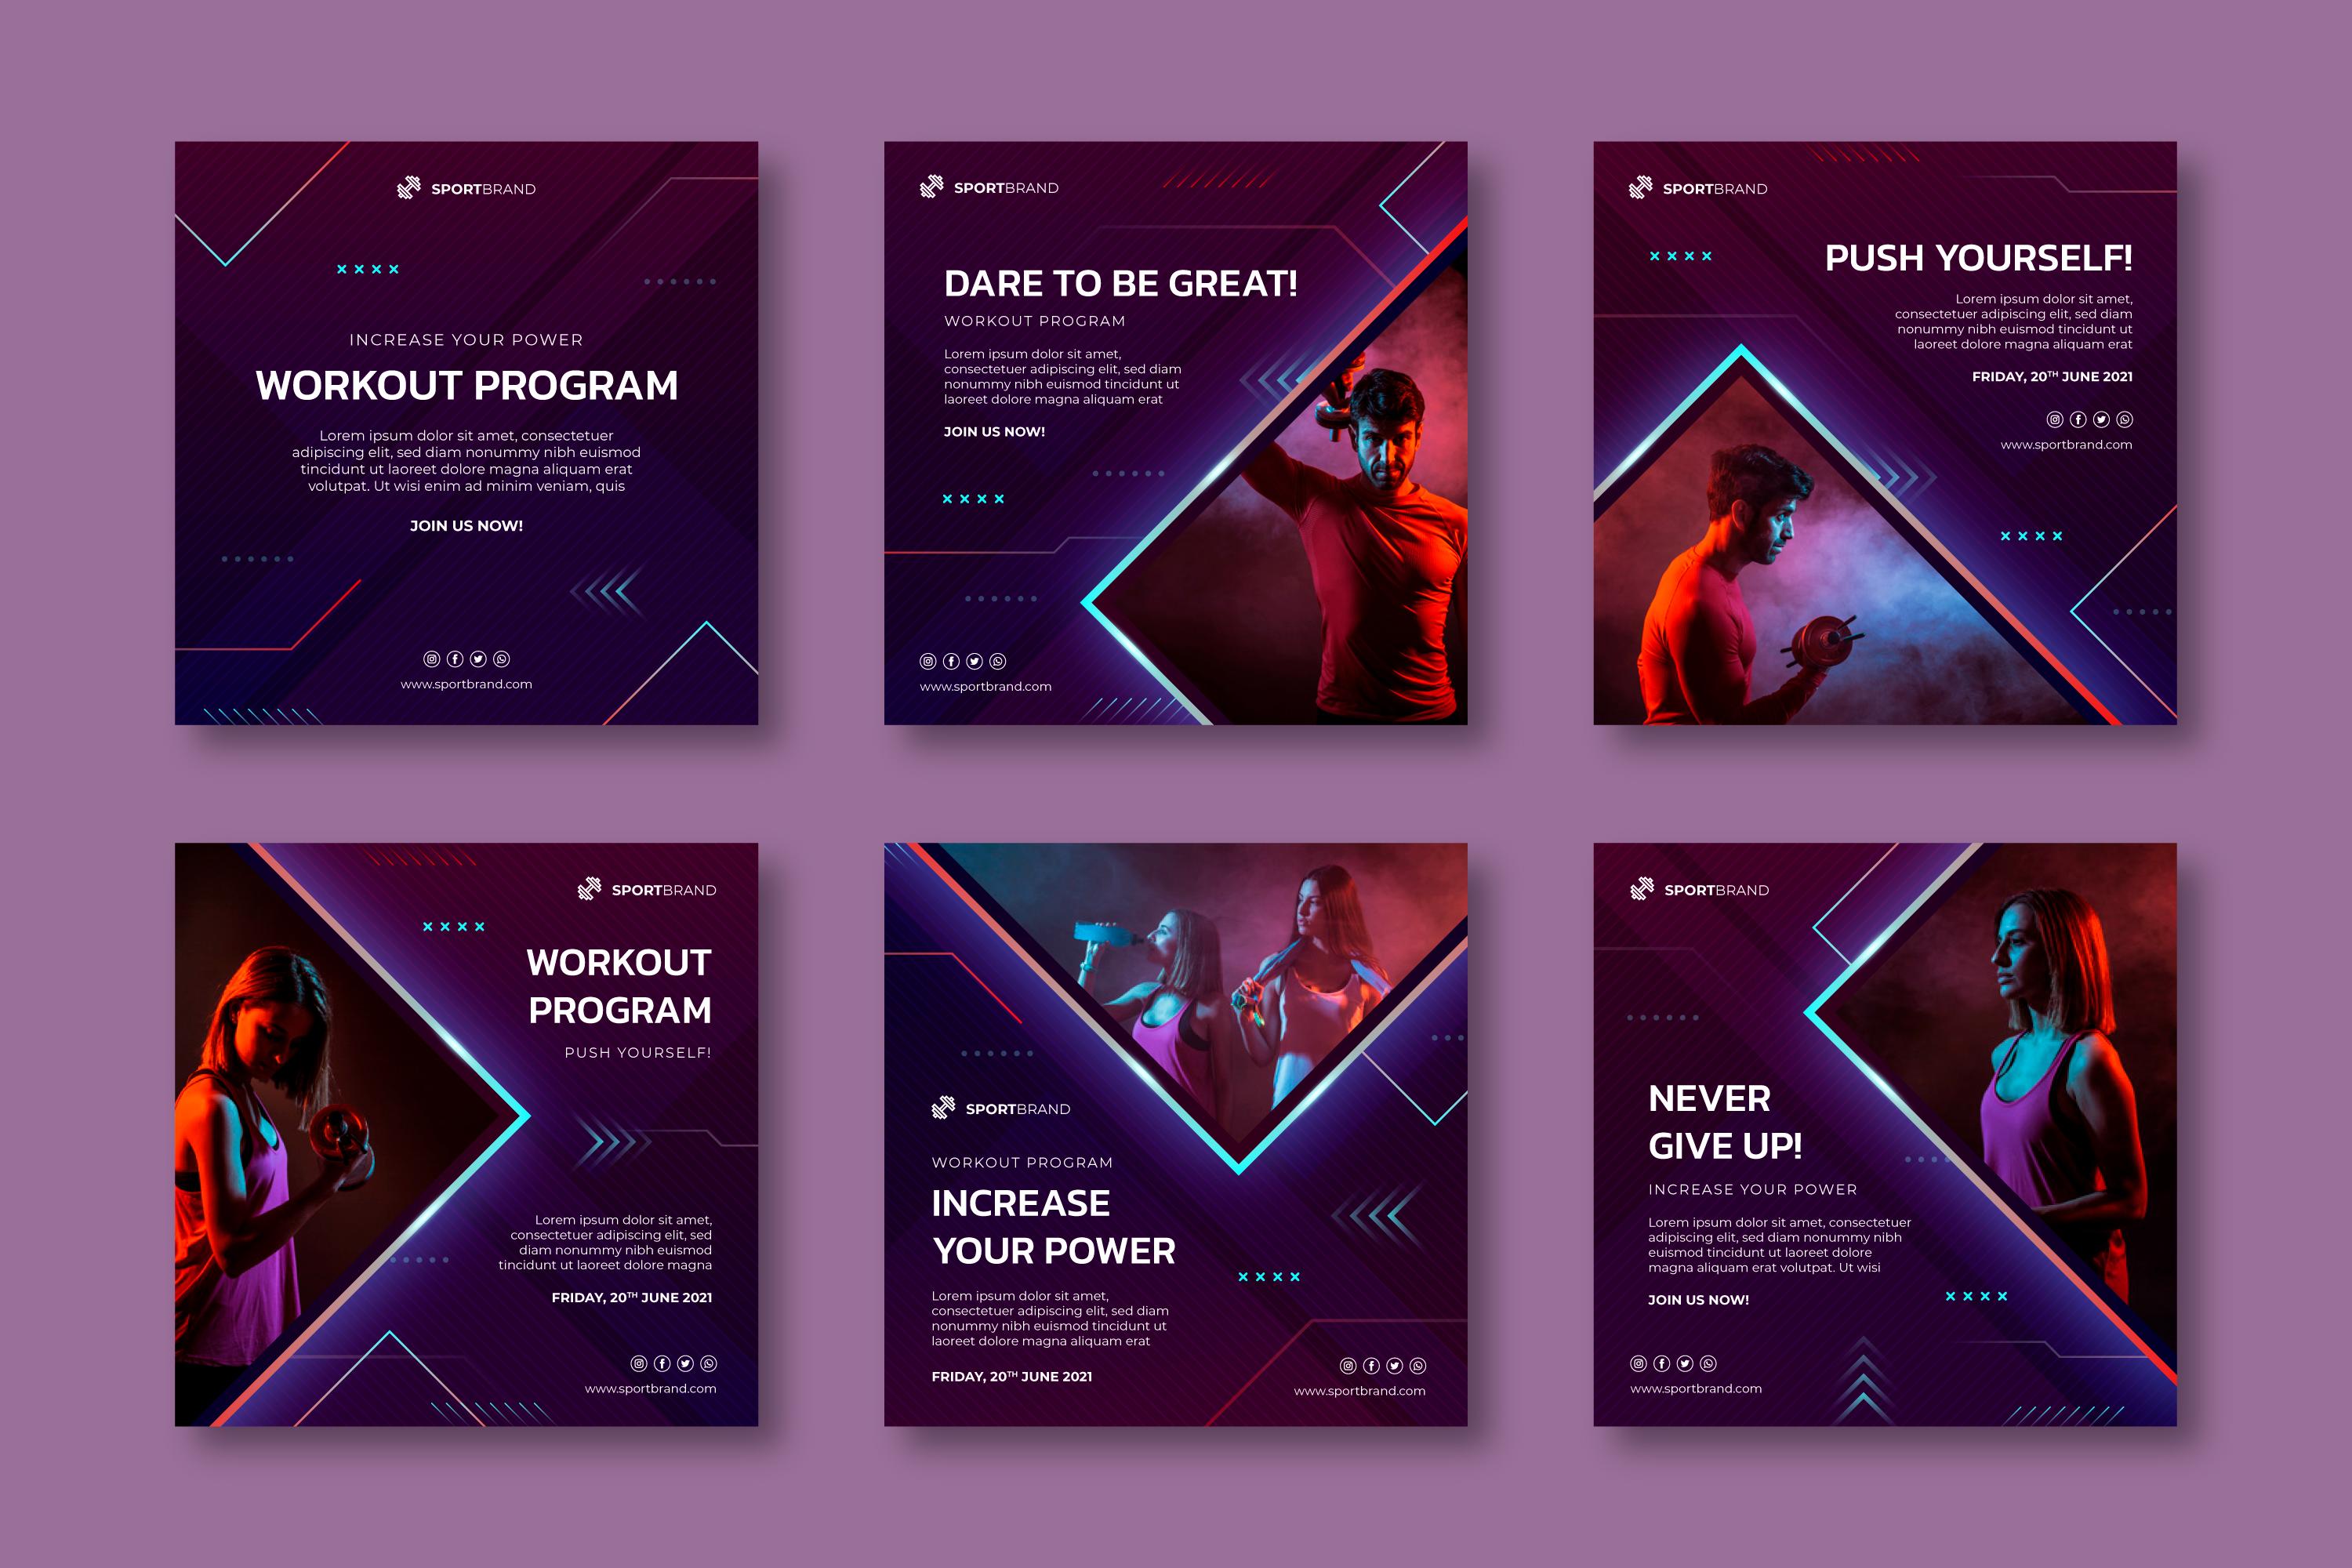 SPORTBRAND
INCREASE YOUR POWER
WORKOUT PROGRAM
Lorem ipsum dolor sit amet, consectetuer
adipiscing elit, sed diam nonummy nibh euismod
tincidunt ut laoreet dolore magna aliquam erat
volutpat. Ut wisi enim ad minim veniam, quis
JOIN US NOW!
www.sportbrand.com
SPORTBRAND
DARE TO BE GREAT!
WORKOUT PROGRAM
Lorem ipsum dolor sit amet,
consectetuer adipiscing elit, sed diam
nonummy nibh euismod tincidunt ut
laoreet dolore magna aliquam erat
JOIN US NOW!
www.sportbrand.com
SPORTBRAND
PUSH YOURSELF!
Lorem ipsum dolor sit amet,
consectetuer adipiscing elit, sed diam
nonummy nibh euismod tincidunt ut
laoreet dolore magna aliquam erat
FRIDAY, 20TH JUNE 2021
www.sportbrand.com
SPORTBRAND
WORKOUT
PROGRAM
PUSH YOURSELF!
Lorem ipsum dolor sit amet,
consectetuer adipiscing elit, sed
diam nonummy nibh euismod
tincidunt ut laoreet dolore magna
FRIDAY, 20TH JUNE 2021
www.sportbrand.com
SPORTBRAND
WORKOUT PROGRAM
INCREASE
YOUR POWER
Lorem ipsum dolor sit amet,
consectetuer adipiscing elit, sed diam
nonummy nibh euismod tincidunt ut
laoreet dolore magna aliquam erat
FRIDAY, 20TH JUNE 2021
www.sportbrand.com
SPORTBRAND
NEVER
GIVE UP!
INCREASE YOUR POWER
Lorem ipsum dolor sit amet, consectetuer
adipiscing elit, sed diam nonummy nibh
euismod tincidunt ut laoreet dolore
magna aliquam erat volutpat. Ut wisi
JOIN US NOW!
www.sportbrand.com